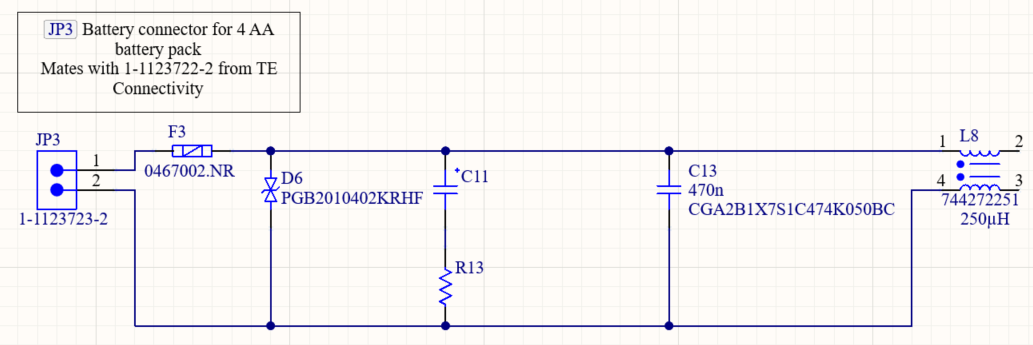 JP3 Battery connector for 4 AA
battery pack
Mates with 1-1123722-2 from TE
Connectivity
JP3
1
2
1-1123723-2
F3
0467002.NR
D6
PGB2010402KRHF
+
C11
R13
C13
470n
CGA2B1X7S1C474K050BC
L8
1
2
4
3
744272251
250µH